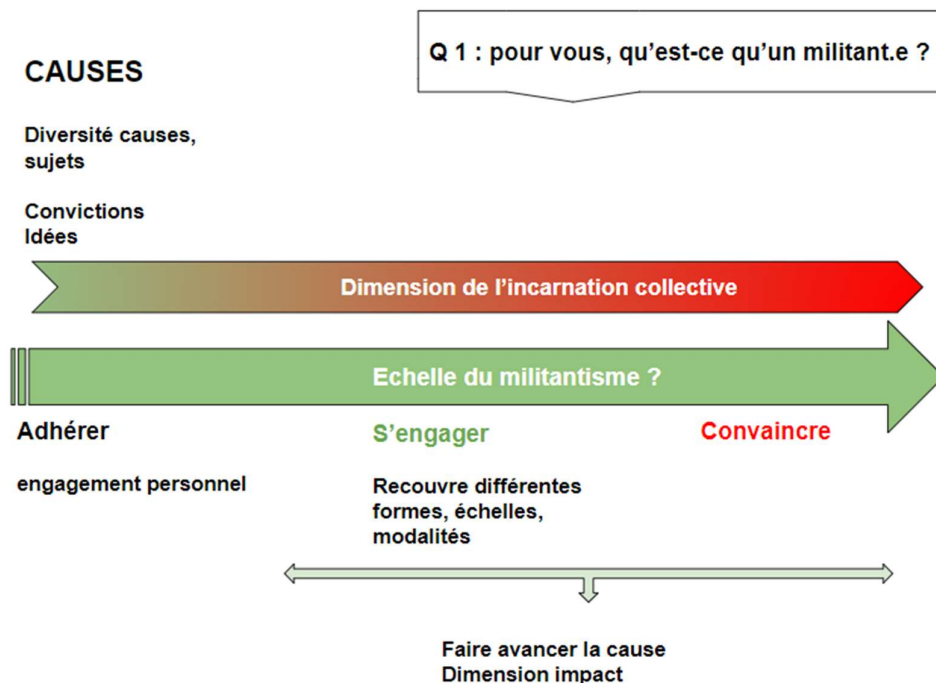 Q 1 : pour vous, qu’est-ce qu’un militant.e ?
CAUSES
Diversité causes,
sujets
Convictions
Idées
Dimension de l’incarnation collective
Echelle du militantisme ?
Adhérer
S’engager
Convaincre
engagement personnel
Recouvre différentes
formes, échelles,
modalités
Faire avancer la cause
Dimension impact